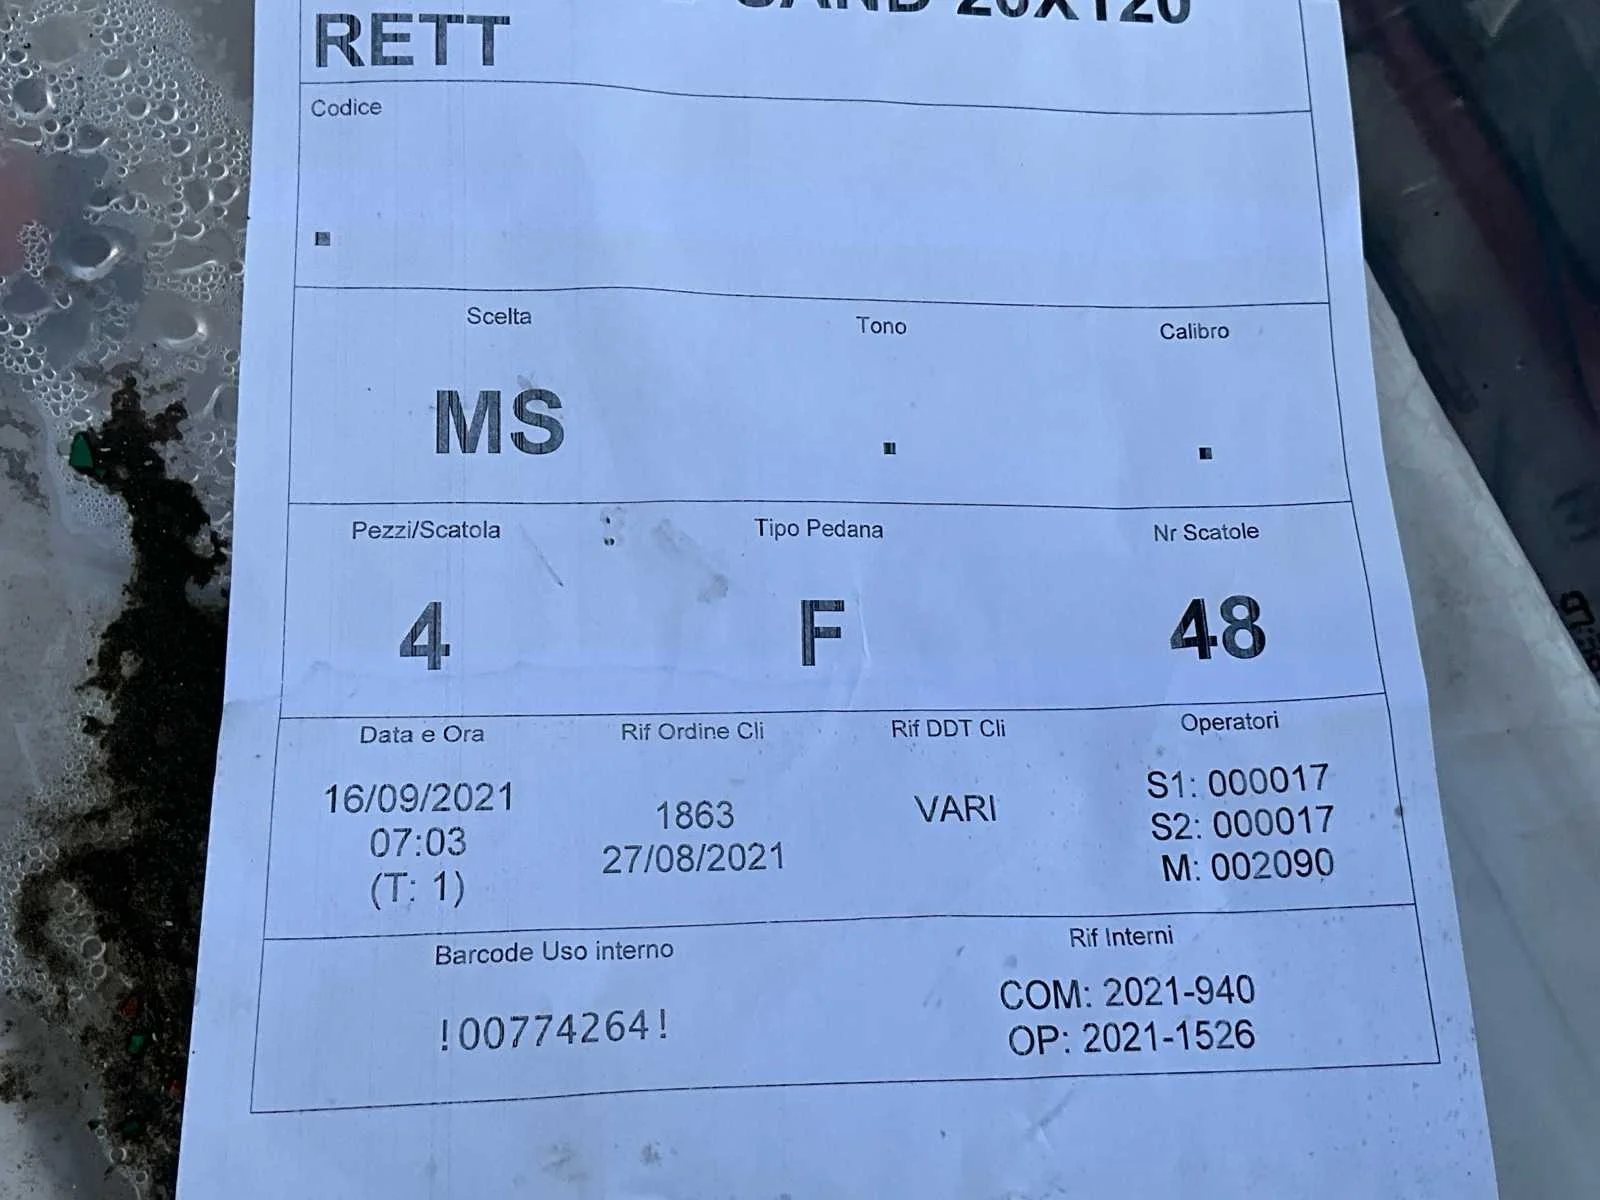 SAND 20X120
RETT
Codice
.
Scelta Tono Calibro
MS . .
Pezzi/Scatola Tipo Pedana Nr Scatole
4 F 48
Data e Ora Rif Ordine Cli Rif DDT Cli Operatori
16/09/2021 1863 VARI S1: 000017
07:03 27/08/2021 S2: 000017
(T: 1) M: 002090
Barcode Uso interno Rif Interni
!00774264! COM: 2021-940
OP: 2021-1526